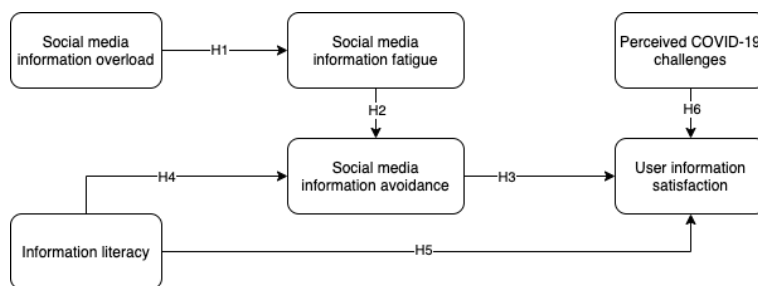 Social media
information overload
H1
Social media
information fatigue
Perceived COVID-19
challenges
H2
H6
H4
Social media
information avoidance
H3
User information
satisfaction
Information literacy
H5